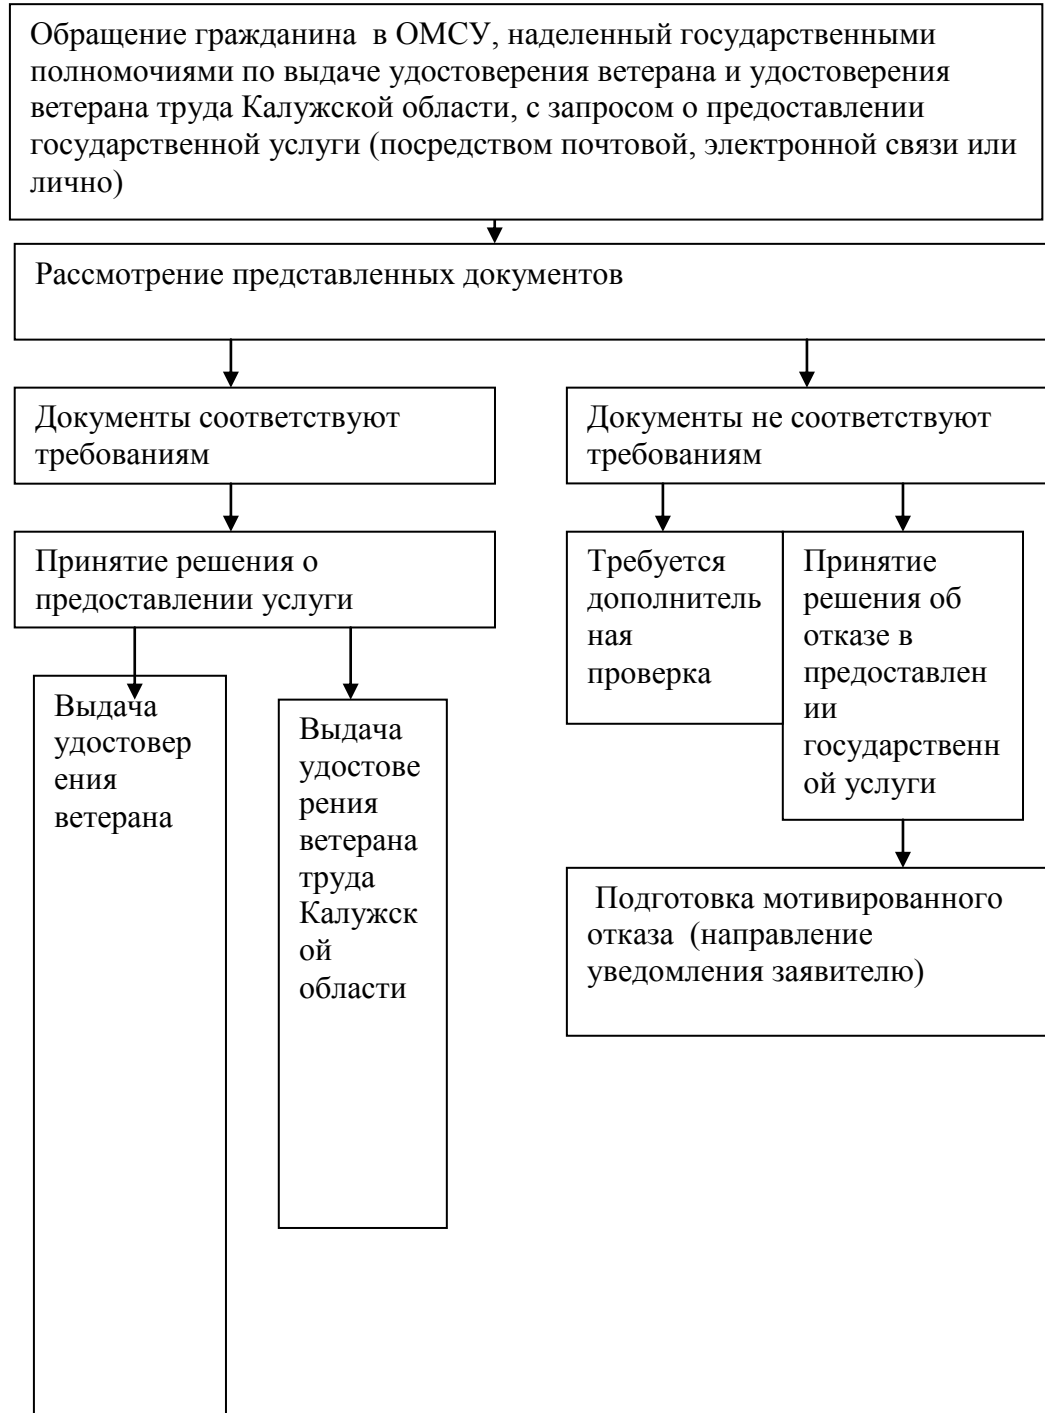 Обращение гражданина  в ОМСУ, наделенный государственными
полномочиями по выдаче удостоверения ветерана и удостоверения
ветерана труда Калужской области, с запросом о предоставлении
государственной услуги (посредством почтовой, электронной связи или
лично)
Рассмотрение представленных документов
Документы соответствуют
требованиям
Документы не соответствуют
требованиям
Принятие решения о
предоставлении услуги
Требуется
дополнитель
ная
проверка
Принятие
решения об
отказе в
предоставлен
ии
государственн
ой услуги
Выдача
удостовер
ения
ветерана
Выдача
удостове
рения
ветерана
труда
Калужск
ой
области
Подготовка мотивированного
отказа  (направление
уведомления заявителю)